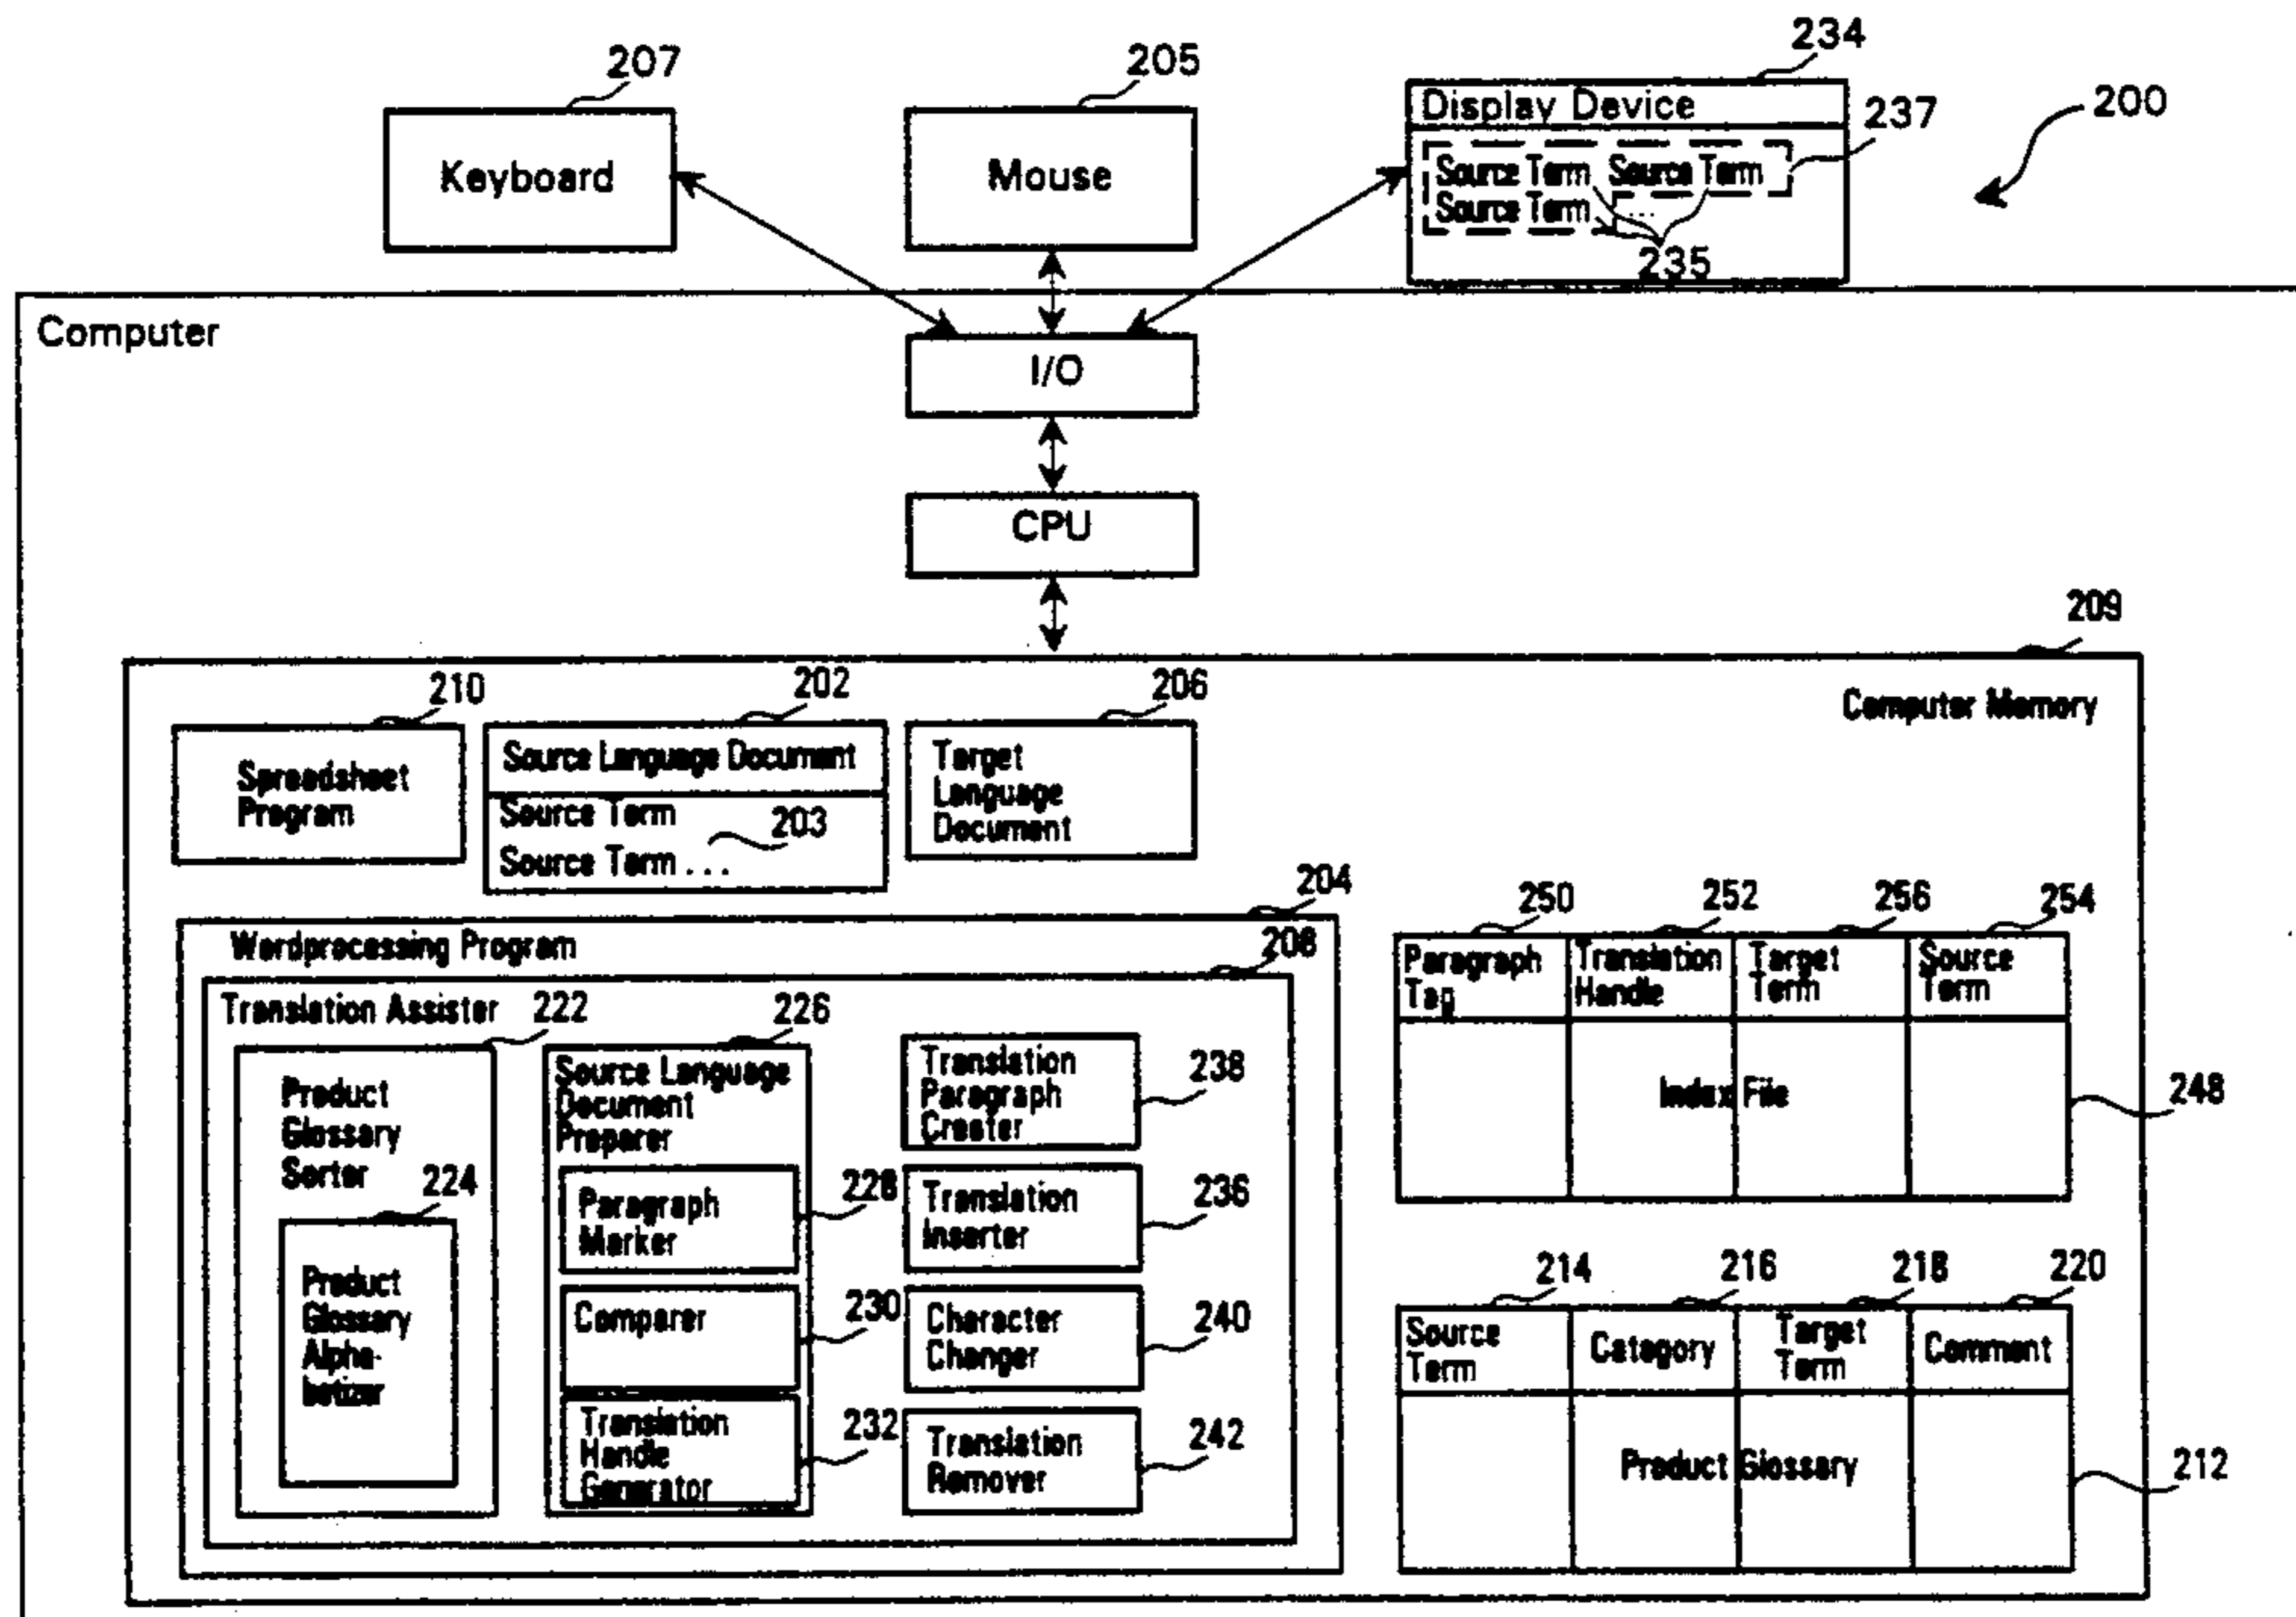 207
205
234
Display Device
237
200
Keyboard
Mouse
Source Term Source Term
Source Term ...
235
Computer
I/O
CPU
209
Computer Memory
210
202
206
Spreadsheet
Program
Source Language Document
Source Term
203
Source Term ...
Target
Language
Document
204
Wordprocessing Program
208
Translation Assister
222
226
Product
Glossary
Sorter
224
Product
Glossary
Alpha-
betizer
Source Language
Document
Preparer
Paragraph
Marker
228
Comparer
230
Translation
Handle
Generator
232
Translation
Paragraph
Creater
238
Translation
Inserter
236
Character
Changer
240
Translation
Remover
242
250
252
256
254
Paragraph
Tag
Translation
Handle
Target
Term
Source
Term
Index File
248
214
216
218
220
Source
Term
Catagory
Target
Term
Comment
Product Glossary
212